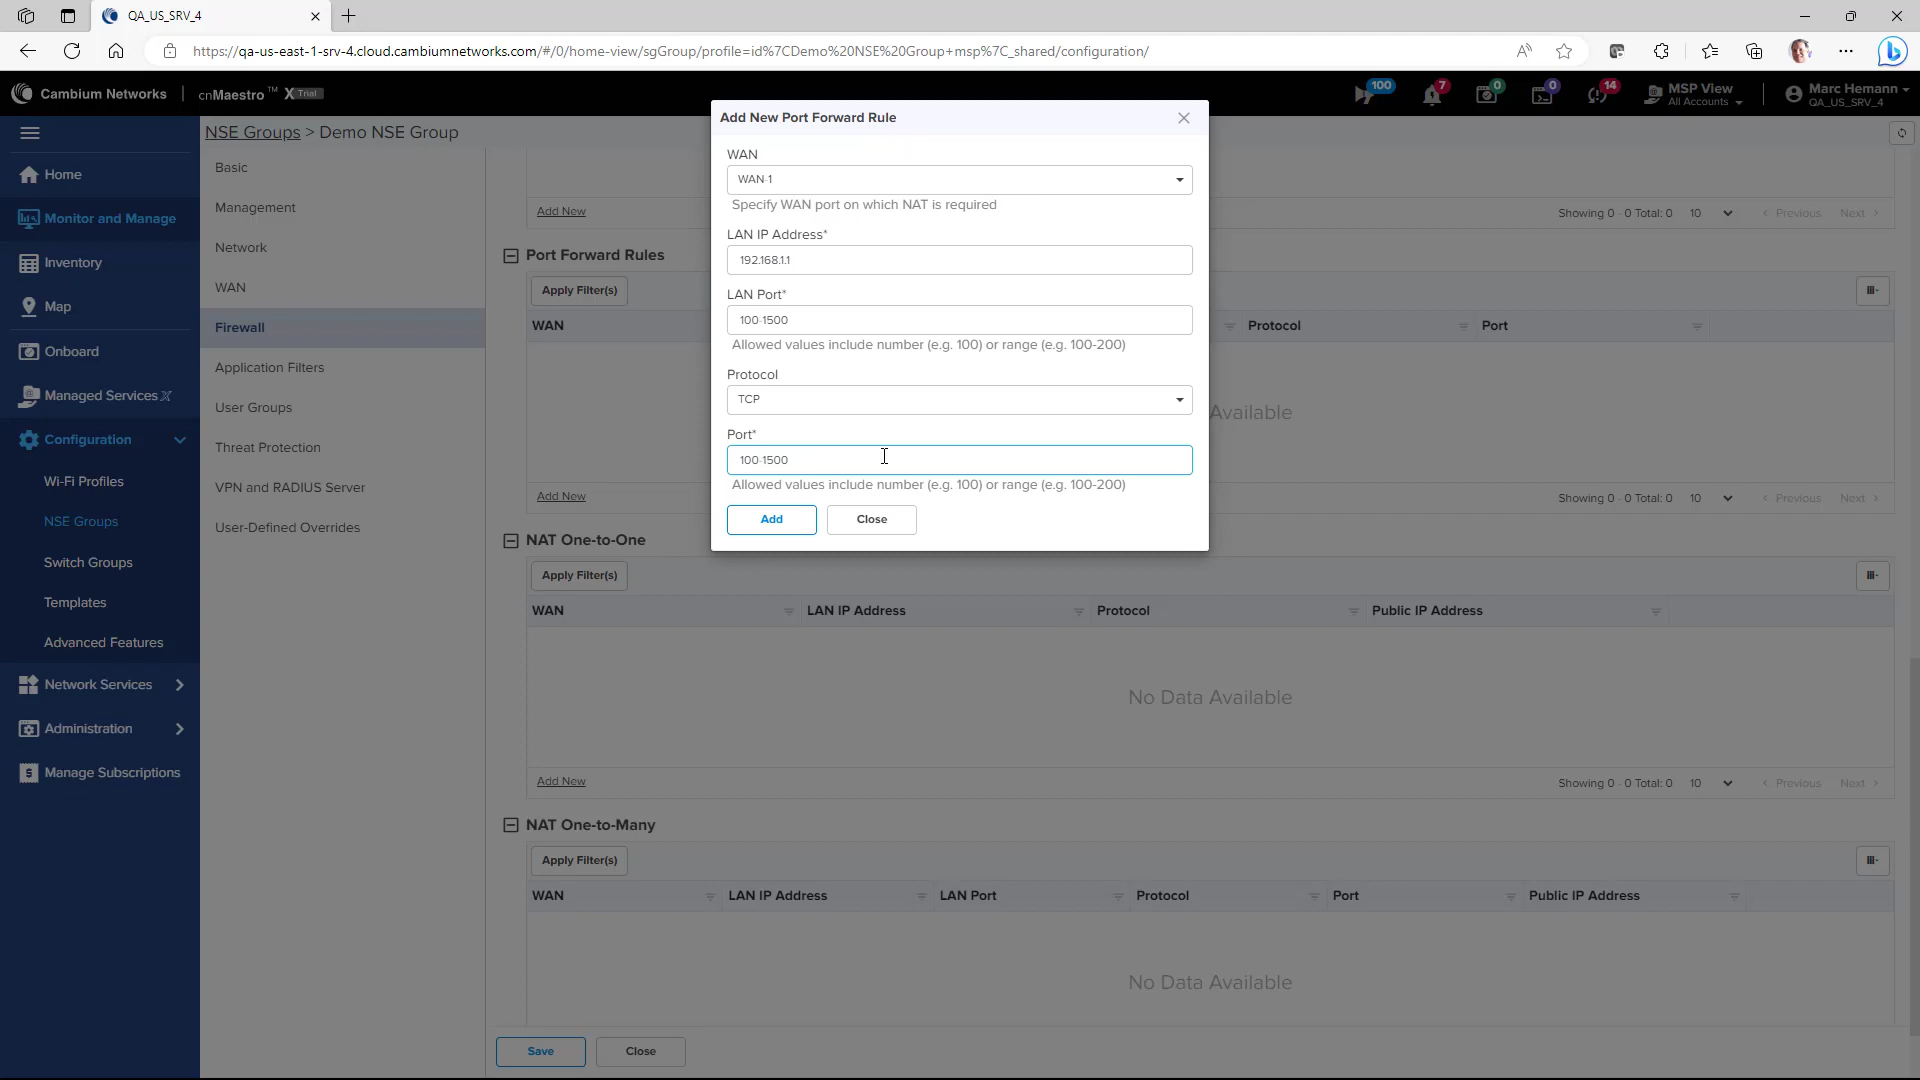 QA_US_SRV_4
https://qa-us-east-1-srv-4.cloud.cambiumnetworks.com/#/0/home-view/sgGroup/profile=id%7CDemo%20NSE%20Group+msp%7C_shared/configuration/
Cambium Networks | cnMaestro™ X Trial
100
7
0
0
14
MSP View
All Accounts
Marc Hemann
QA_US_SRV_4
NSE Groups > Demo NSE Group
Home
Monitor and Manage
Inventory
Map
Onboard
Managed Services X
Configuration
Wi-Fi Profiles
NSE Groups
Switch Groups
Templates
Advanced Features
Network Services
Administration
Manage Subscriptions
Basic
Management
Network
WAN
Firewall
Application Filters
User Groups
Threat Protection
VPN and RADIUS Server
User-Defined Overrides
Add New
Showing 0 - 0 Total: 0 10 < Previous Next >
Port Forward Rules
Apply Filter(s)
WAN Protocol Port
Available
Add New
Showing 0 - 0 Total: 0 10 < Previous Next >
NAT One-to-One
Apply Filter(s)
WAN LAN IP Address Protocol Public IP Address
No Data Available
Add New
Showing 0 - 0 Total: 0 10 < Previous Next >
NAT One-to-Many
Apply Filter(s)
WAN LAN IP Address LAN Port Protocol Port Public IP Address
No Data Available
Save Close
Add New Port Forward Rule
WAN
WAN-1
Specify WAN port on which NAT is required
LAN IP Address*
192.168.1.1
LAN Port*
100-1500
Allowed values include number (e.g. 100) or range (e.g. 100-200)
Protocol
TCP
Port*
100-1500
Allowed values include number (e.g. 100) or range (e.g. 100-200)
Add Close